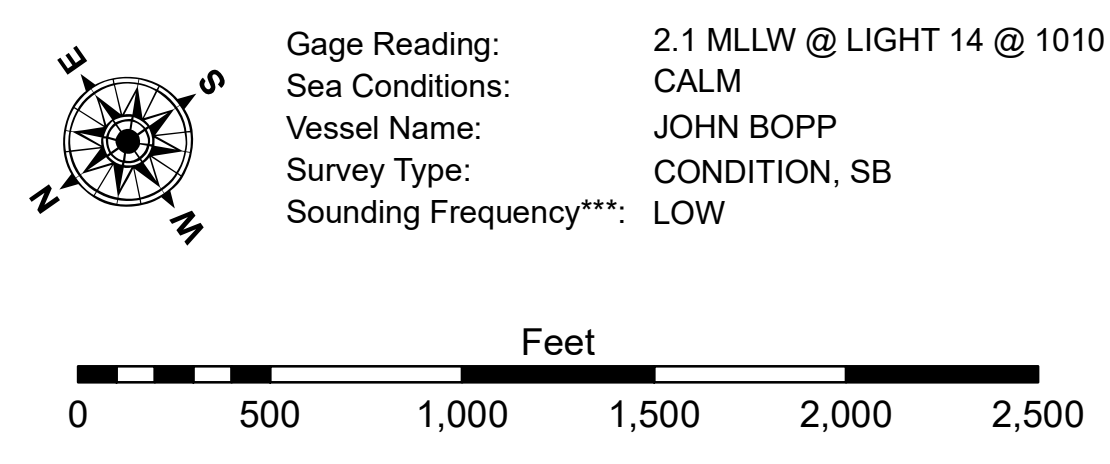 E
S
N
W
Gage Reading: 2.1 MLLW @ LIGHT 14 @ 1010
Sea Conditions: CALM
Vessel Name: JOHN BOPP
Survey Type: CONDITION, SB
Sounding Frequency***: LOW
Feet
0 500 1,000 1,500 2,000 2,500